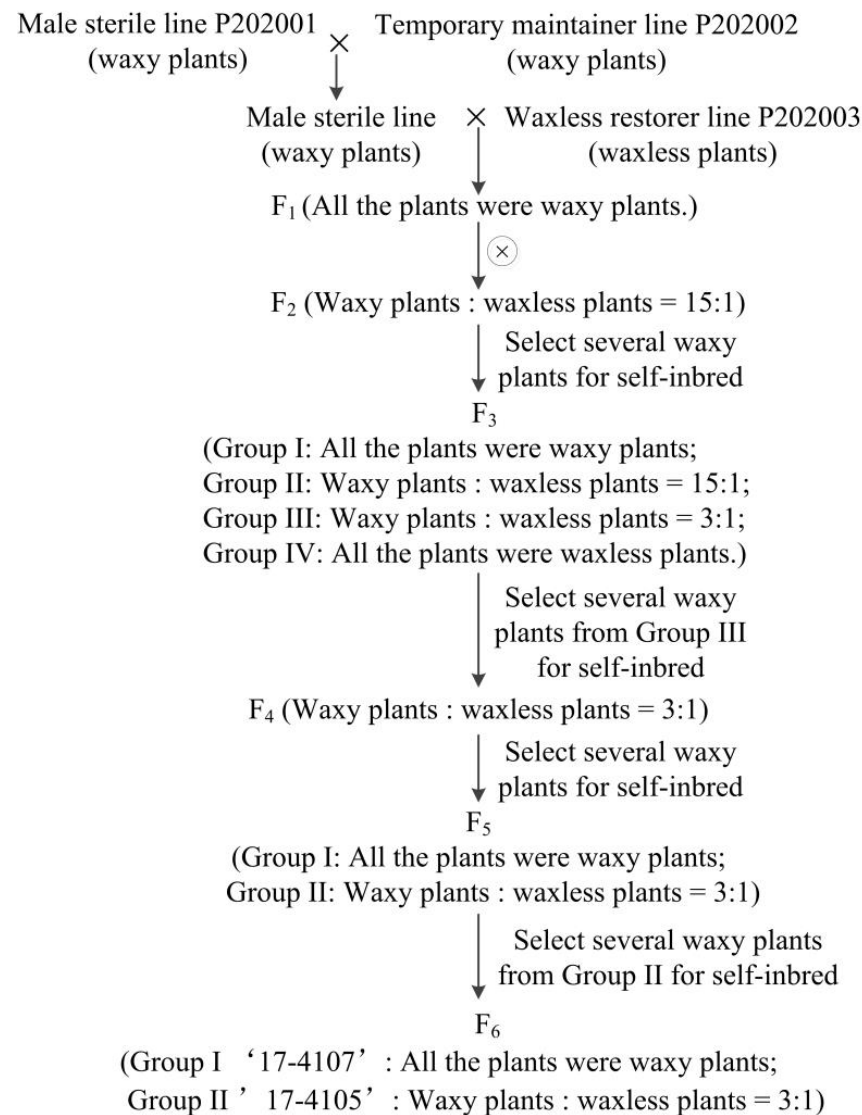 Male sterile line P202001 × Temporary maintainer line P202002
(waxy plants) (waxy plants)
Male sterile line × Waxless restorer line P202003
(waxy plants) (waxless plants)
F₁ (All the plants were waxy plants.)
×
F₂ (Waxy plants : waxless plants = 15:1)
Select several waxy
plants for self-inbred
F₃
(Group I: All the plants were waxy plants;
Group II: Waxy plants : waxless plants = 15:1;
Group III: Waxy plants : waxless plants = 3:1;
Group IV: All the plants were waxless plants.)
Select several waxy
plants from Group III
for self-inbred
F₄ (Waxy plants : waxless plants = 3:1)
Select several waxy
plants for self-inbred
F₅
(Group I: All the plants were waxy plants;
Group II: Waxy plants : waxless plants = 3:1)
Select several waxy plants
from Group II for self-inbred
F₆
(Group I ‘17-4107’ : All the plants were waxy plants;
Group II ’ 17-4105’ : Waxy plants : waxless plants = 3:1)